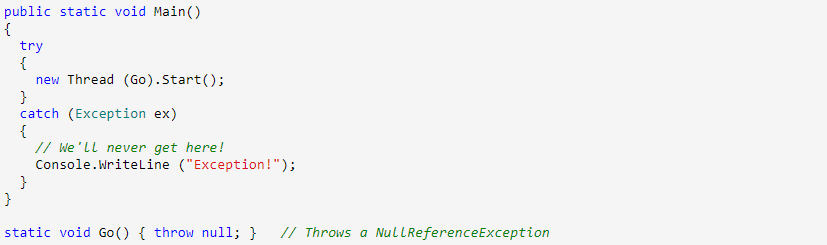 public static void Main()
{
  try
  {
    new Thread (Go).Start();
  }
  catch (Exception ex)
  {
    // We'll never get here!
    Console.WriteLine ("Exception!");
  }
}

static void Go() { throw null; }   // Throws a NullReferenceException